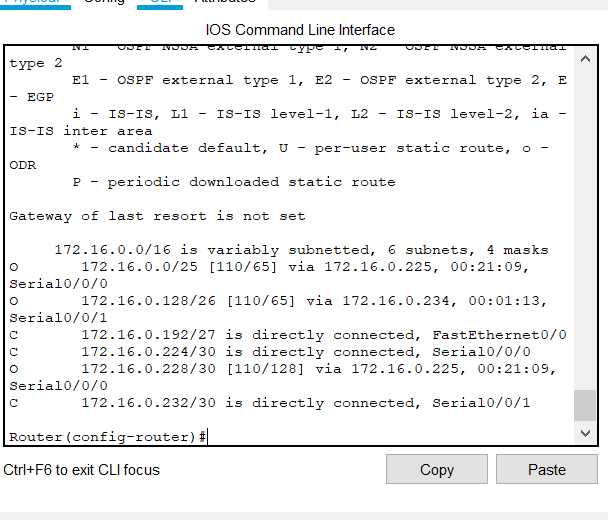 Physical Config CLI Attributes
IOS Command Line Interface
N1 - OSPF NSSA external type 1, N2 - OSPF NSSA external
type 2
E1 - OSPF external type 1, E2 - OSPF external type 2, E
- EGP
i - IS-IS, L1 - IS-IS level-1, L2 - IS-IS level-2, ia -
IS-IS inter area
* - candidate default, U - per-user static route, o -
ODR
P - periodic downloaded static route
Gateway of last resort is not set
172.16.0.0/16 is variably subnetted, 6 subnets, 4 masks
O 172.16.0.0/25 [110/65] via 172.16.0.225, 00:21:09,
Serial0/0/0
O 172.16.0.128/26 [110/65] via 172.16.0.234, 00:01:13,
Serial0/0/1
C 172.16.0.192/27 is directly connected, FastEthernet0/0
C 172.16.0.224/30 is directly connected, Serial0/0/0
O 172.16.0.228/30 [110/128] via 172.16.0.225, 00:21:09,
Serial0/0/0
C 172.16.0.232/30 is directly connected, Serial0/0/1
Router(config-router)#
Ctrl+F6 to exit CLI focus
Copy
Paste